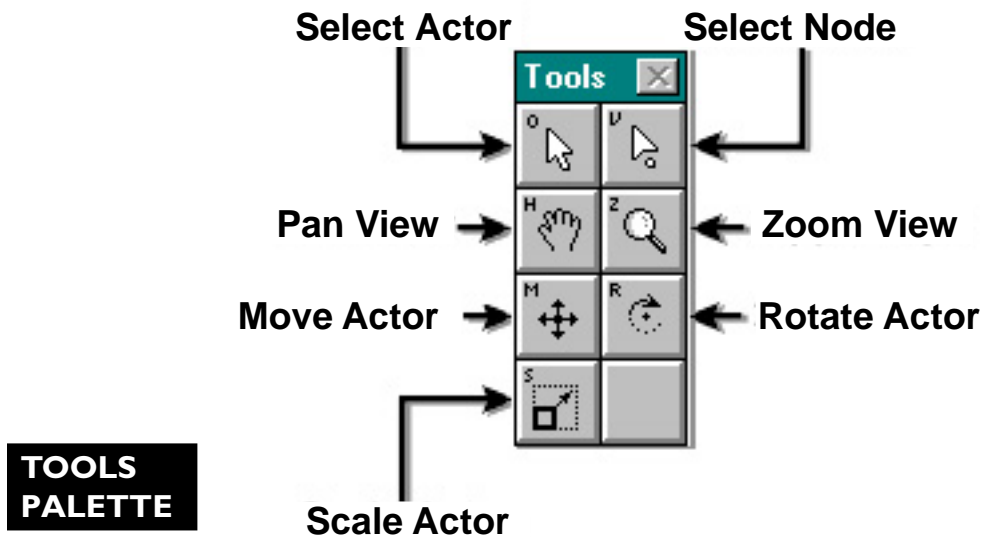 Select Actor
Select Node
Tools
O
V
Pan View
H
Z
Zoom View
Move Actor
M
R
Rotate Actor
S
TOOLS
PALETTE
Scale Actor